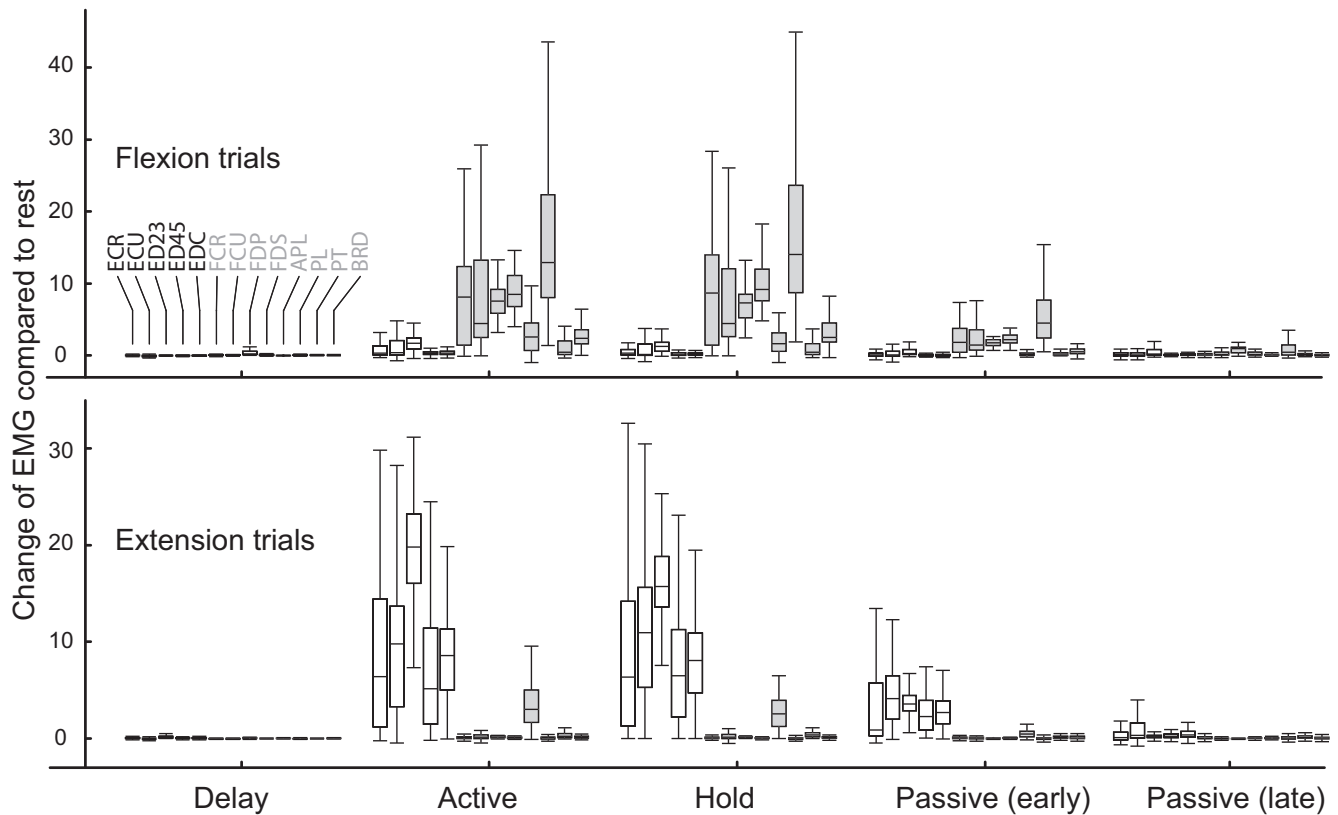 Change of EMG compared to rest
40
30
20
10
0
Flexion trials
ECR
ECU
ED23
ED45
EDC
FCR
FCU
FDP
FDS
APL
PL
PT
BRD
30
20
10
0
Extension trials
Delay
Active
Hold
Passive (early)
Passive (late)